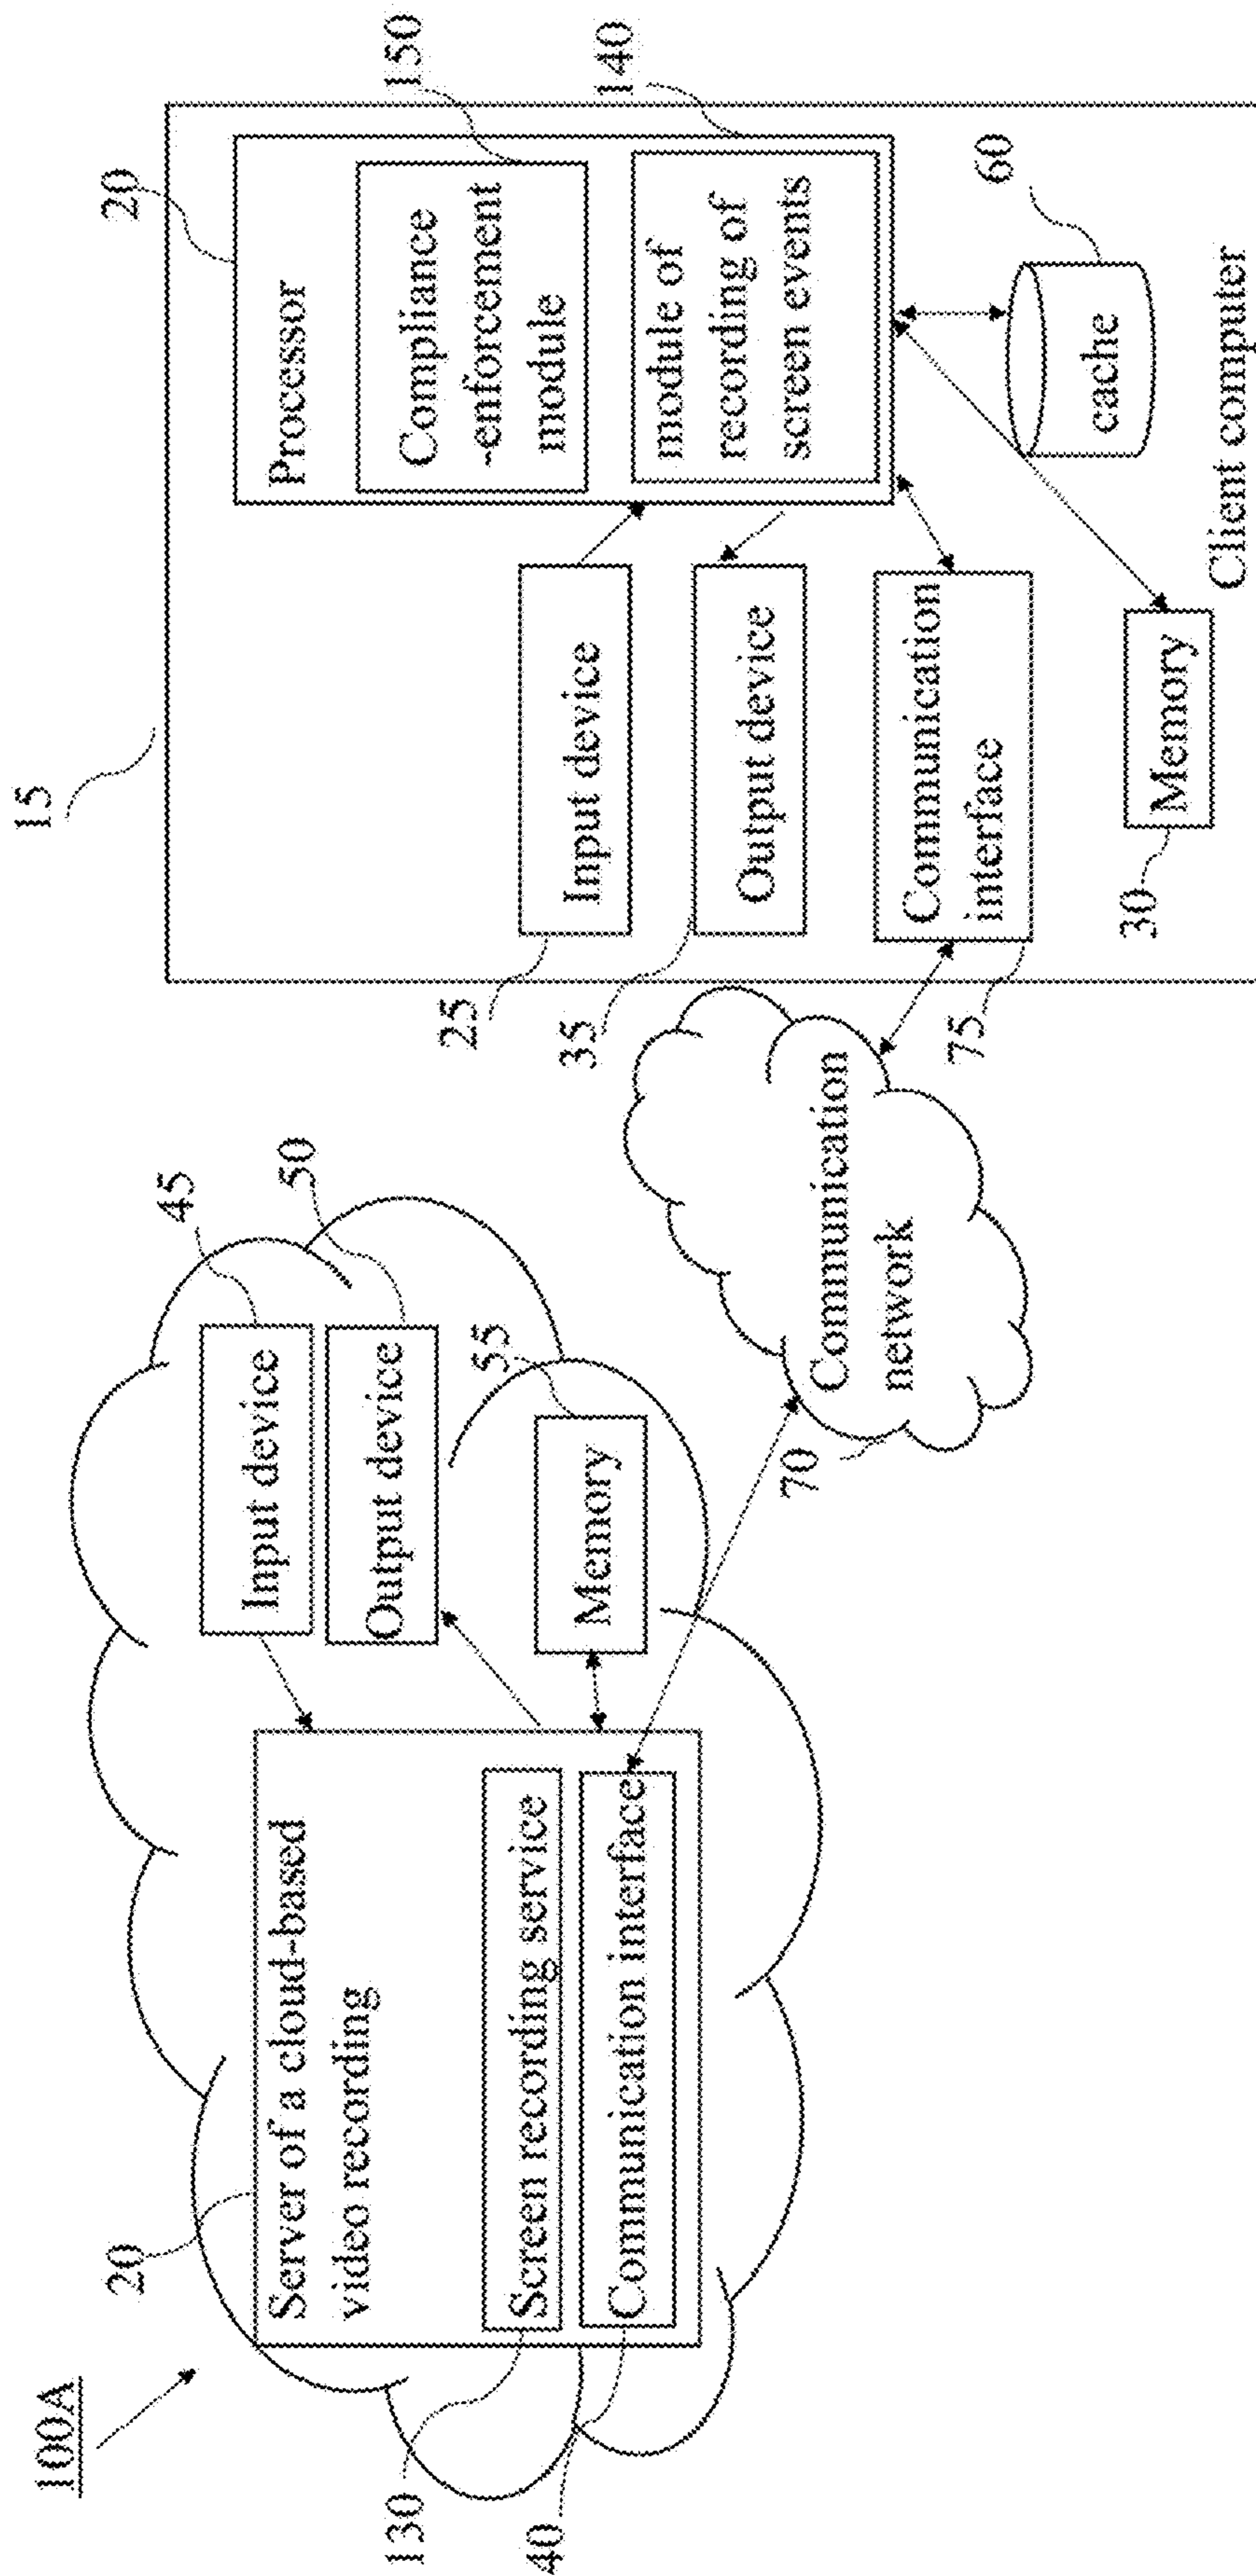 100A
20
Server of a cloud-based
video recording
Screen recording service
130
Communication interface
40
Input device
45
Output device
50
Memory
55
Communication
network
70
15
20
Processor
Compliance
-enforcement
module
150
module of
recording of
screen events
140
Input device
25
Output device
35
Communication
interface
75
Memory
30
cache
60
Client computer